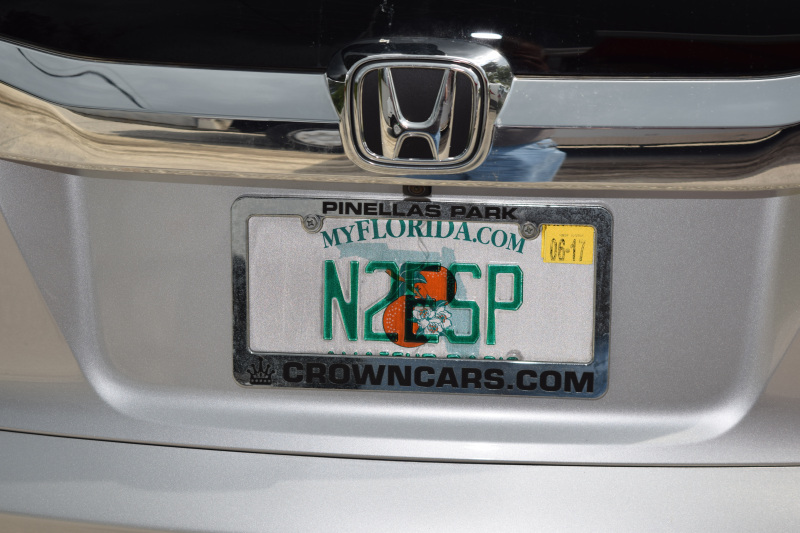 PINELLAS PARK
MYFLORIDA.COM
06-17
N2ESP
CROWNCARS.COM